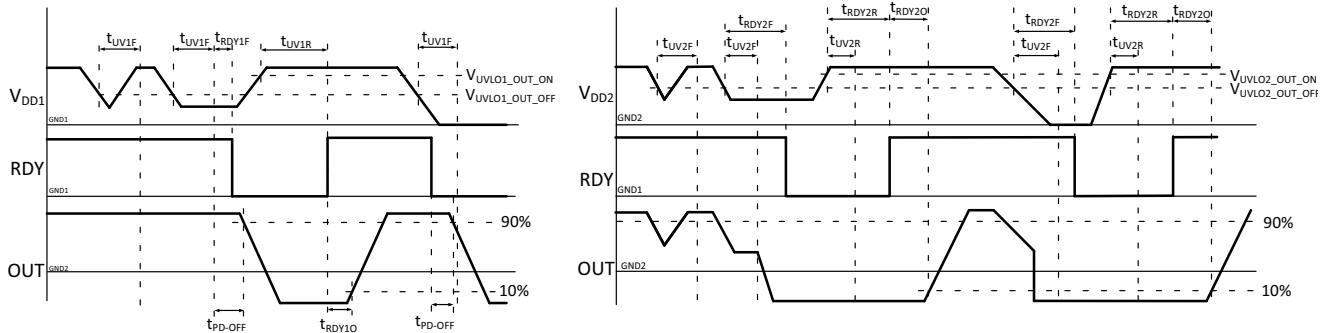 tUV1F
tUV1F
tRDY1F
tUV1R
tUV1F
VDD1
VUVLO1_OUT_ON
VUVLO1_OUT_OFF
GND1
RDY
GND1
90%
OUT
GND2
10%
tPD-OFF
tRDY1O
tPD-OFF
tRDY2R
tRDY2O
tRDY2R
tRDY2O
tRDY2F
tRDY2F
tUV2F
tUV2F
tUV2R
tUV2F
tUV2R
VDD2
VUVLO2_OUT_ON
VUVLO2_OUT_OFF
GND2
RDY
GND1
90%
OUT
GND2
10%